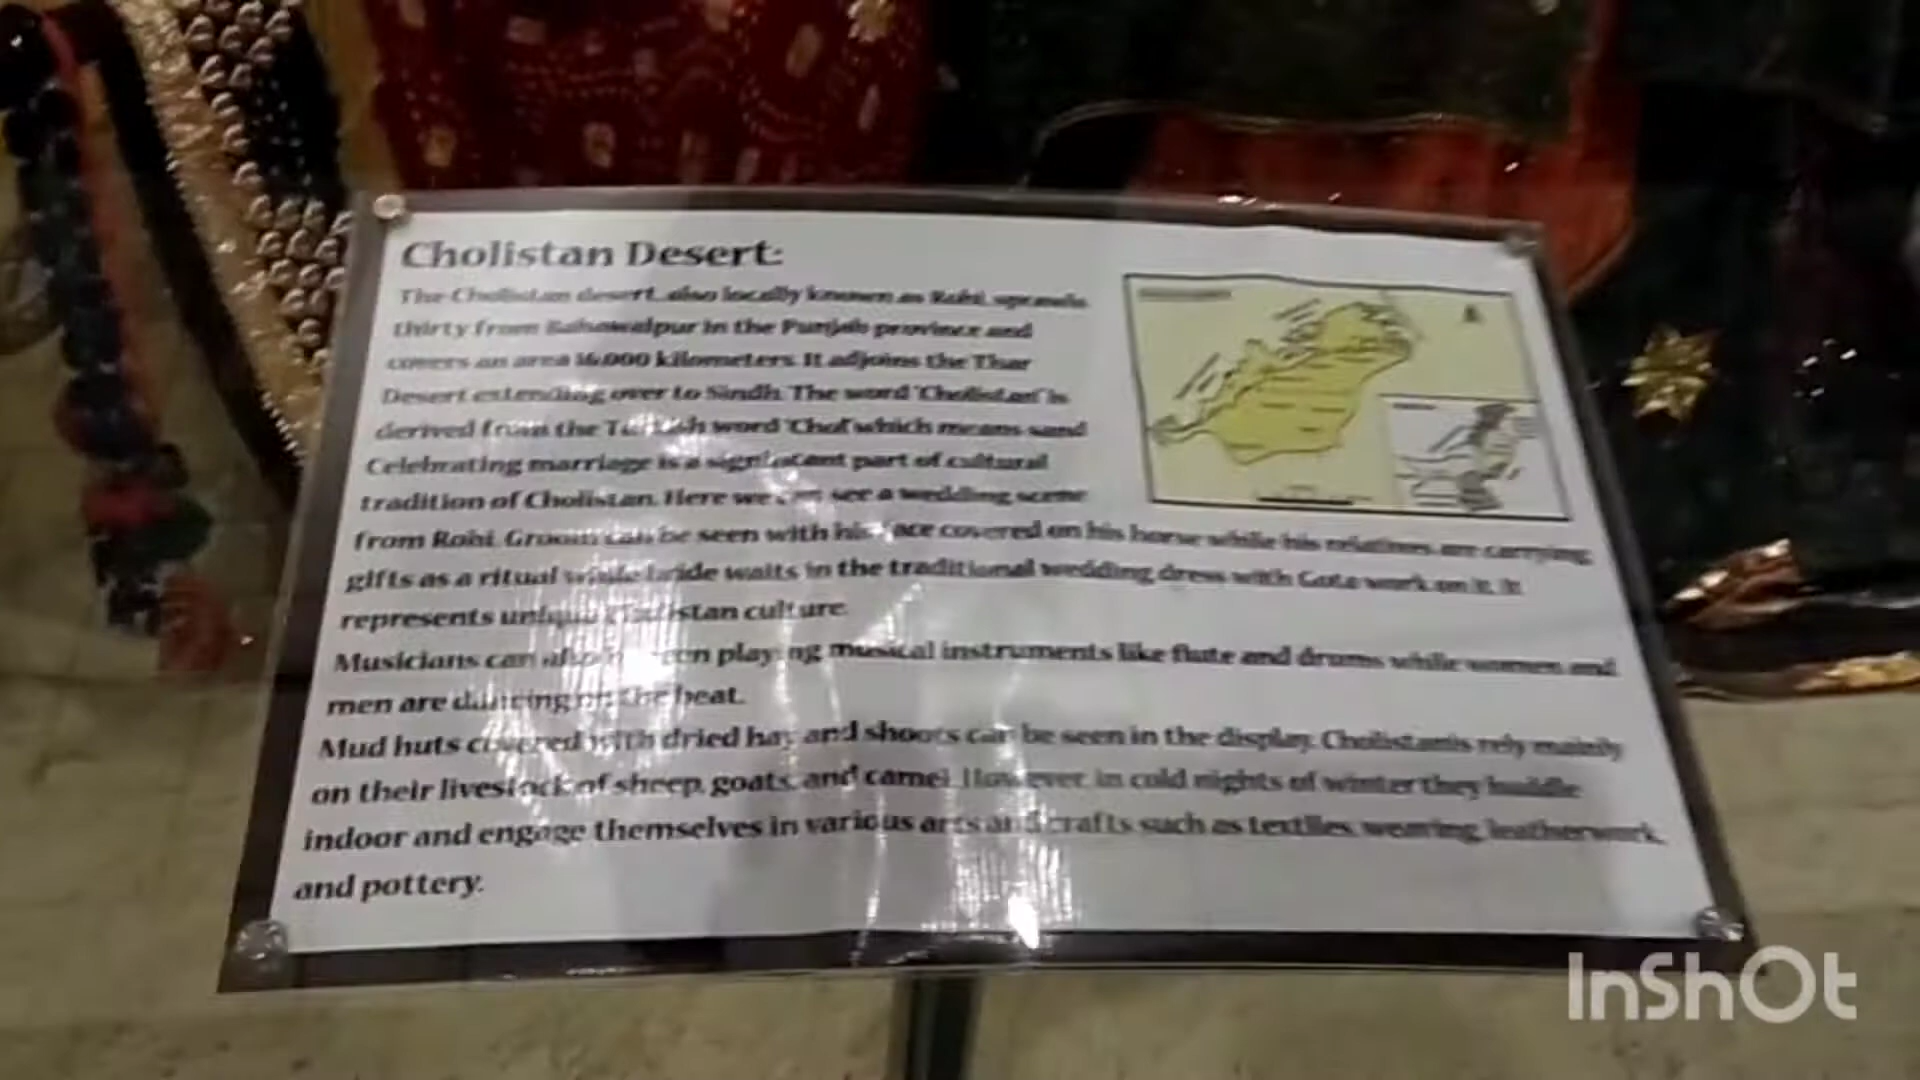 Cholistan Desert:
The Cholistan desert, also locally known as Rohi, sprawls
thirty from Bahawalpur in the Punjab province and
covers an area 16,000 kilometers. It adjoins the Thar
Desert extending over to Sindh. The word 'Cholistan' is
derived from the Turkish word 'Chol' which means sand
Celebrating marriage is a significant part of cultural
tradition of Cholistan. Here we can see a wedding scene
from Rohi. Groom can be seen with his face covered on his horse while his relatives are carrying
gifts as a ritual while bride waits in the traditional wedding dress with Gota work on it. It
represents unique Cholistan culture.
Musicians can also be seen playing musical instruments like flute and drums while women and
men are dancing on the beat.
Mud huts covered with dried hay and shoots can be seen in the display. Cholistanis rely mainly
on their livestock of sheep, goats, and camel. However, in cold nights of winter they huddle
indoor and engage themselves in various arts and crafts such as textiles, weaving, leatherwork,
and pottery.
InShOt